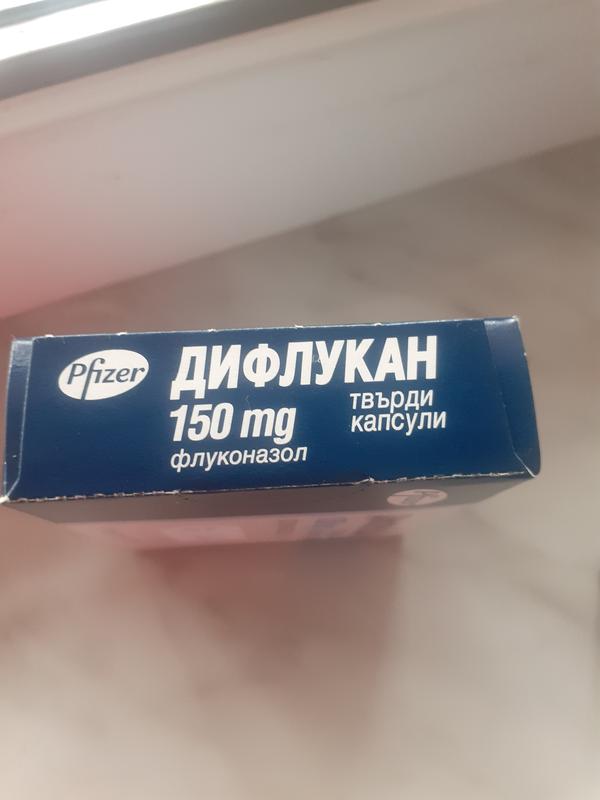 Pfizer
ДИФЛУКАН
150 mg
твърди
капсули
флуконазол